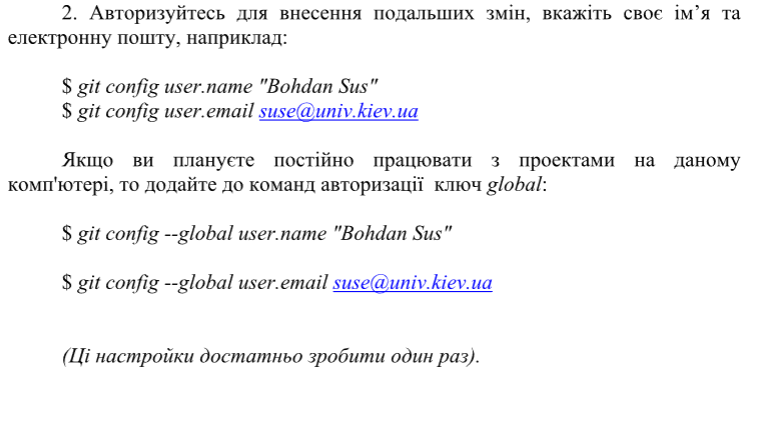 2. Авторизуйтесь для внесення подальших змін, вкажіть своє ім’я та
електронну пошту, наприклад:
$ git config user.name "Bohdan Sus"
$ git config user.email suse@univ.kiev.ua
Якщо ви плануєте постійно працювати з проектами на даному
комп'ютері, то додайте до команд авторизації ключ global:
$ git config --global user.name "Bohdan Sus"
$ git config --global user.email suse@univ.kiev.ua
(Ці настройки достатньо зробити один раз).